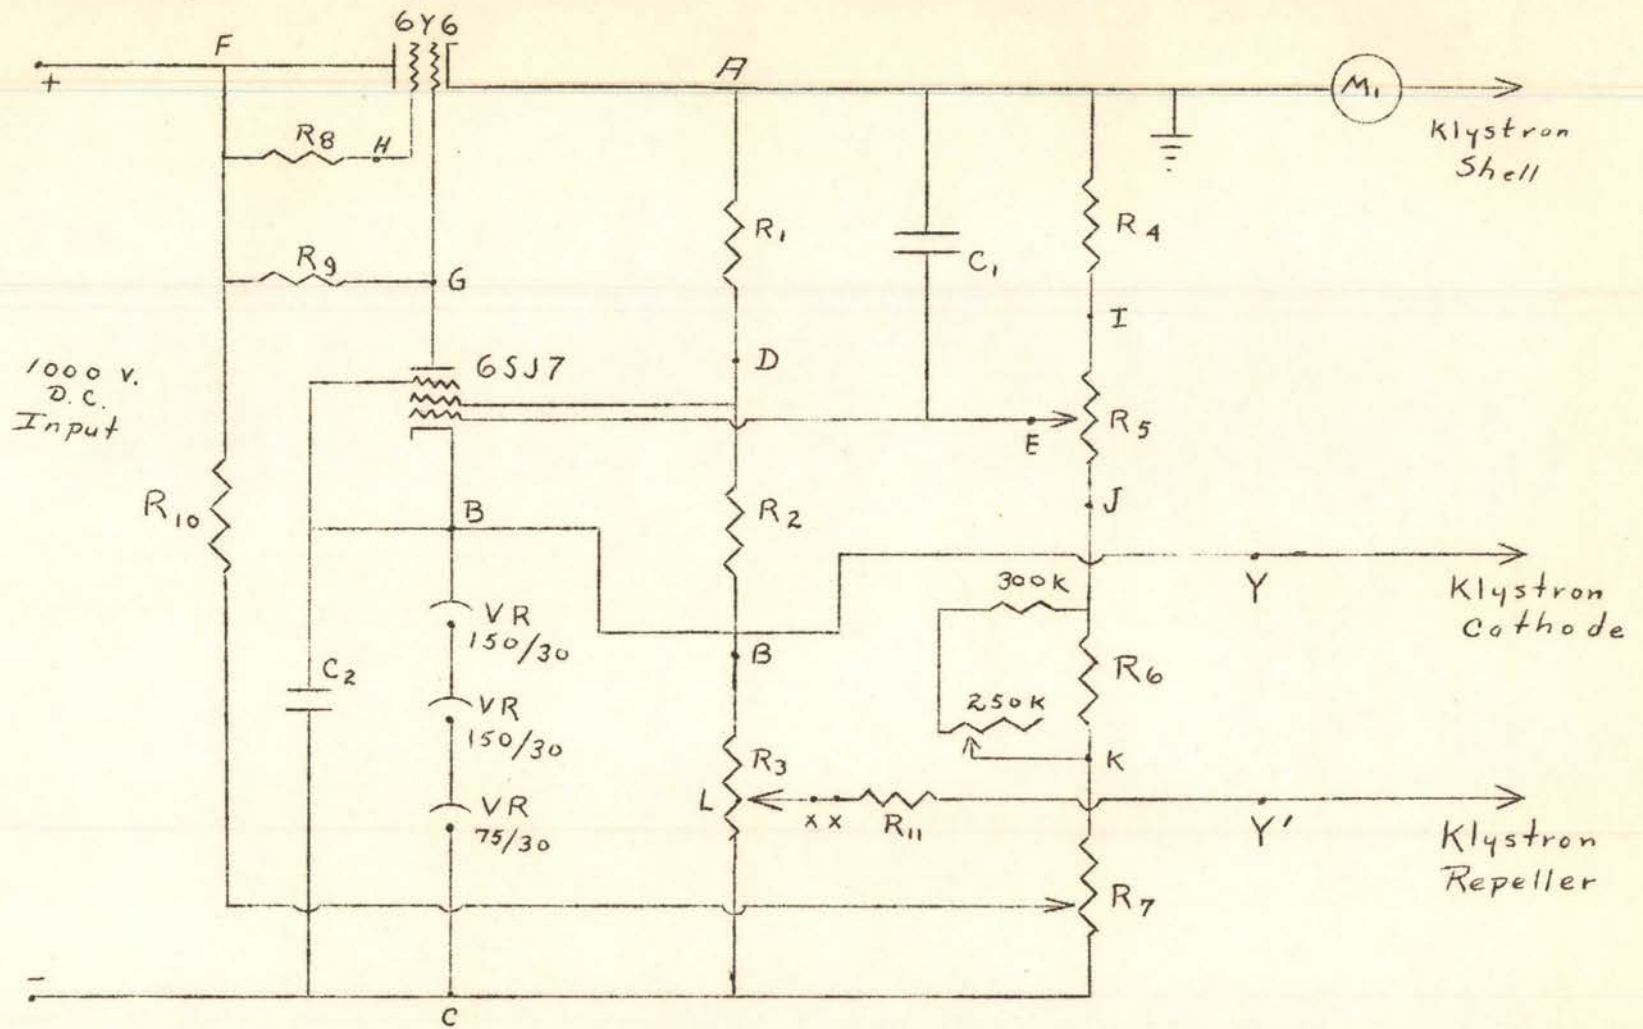 6Y6
F
A
+
M₁
R8
H
Klystron
Shell
R₁
R₄
R9
G
C₁
I
1000 V.
D.C.
Input
6SJ7
D
E
R₅
R₁₀
B
R₂
J
300K
Y
Klystron
Cathode
VR
150/30
B
C₂
R₆
VR
150/30
250K
R₃
K
L
x x
R₁₁
Y'
VR
75/30
Klystron
Repeller
R₇
-
C